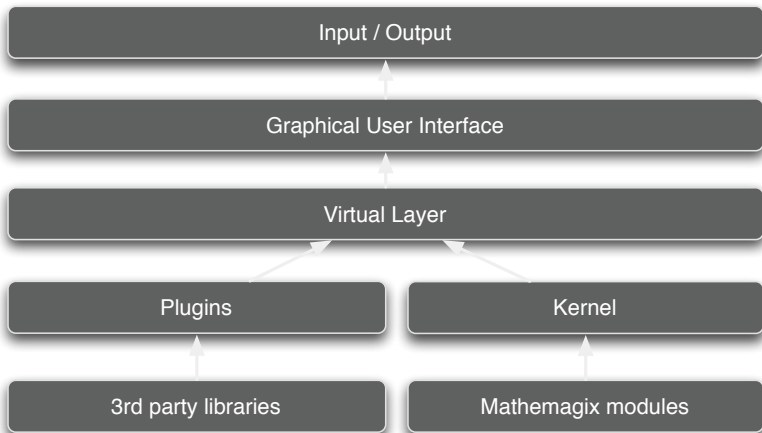 Input / Output
Graphical User Interface
Virtual Layer
Plugins
Kernel
3rd party libraries
Mathemagix modules